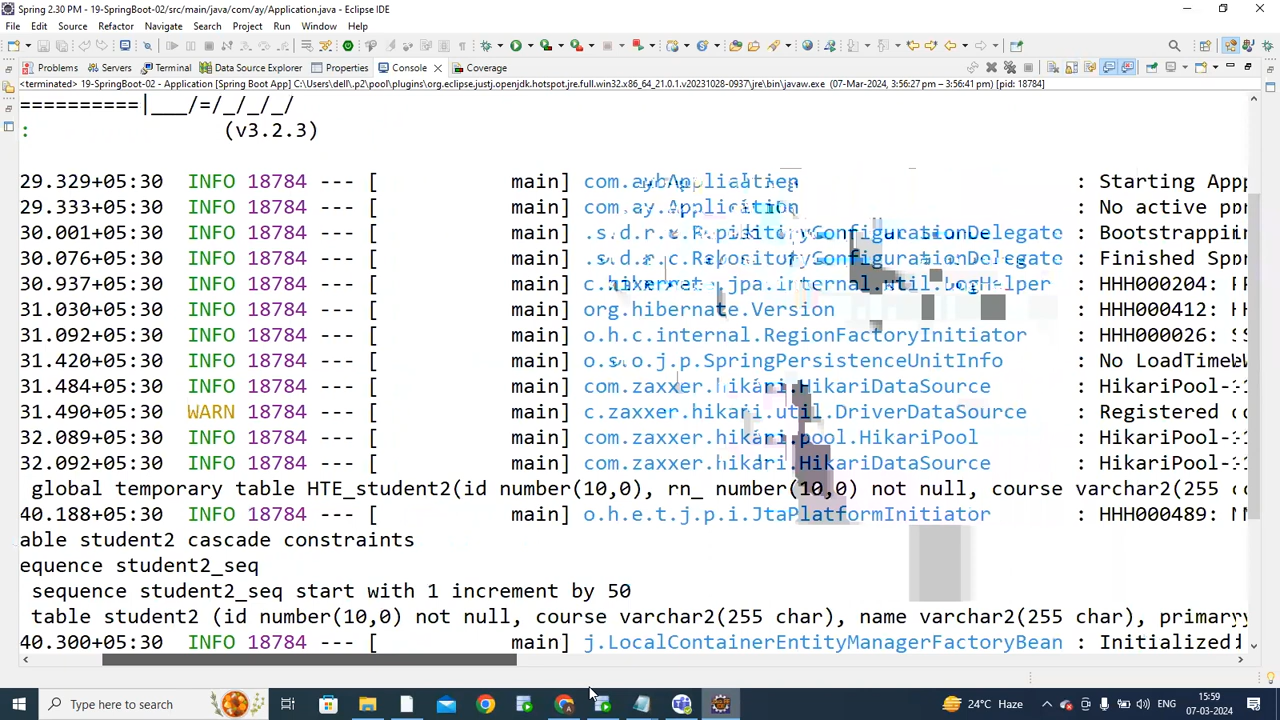 Spring 2.30 PM - 19-SpringBoot-02/src/main/java/com/ay/Application.java - Eclipse IDE
File Edit Source Refactor Navigate Search Project Run Window Help
Problems Servers Terminal Data Source Explorer Properties Console Coverage
<terminated> 19-SpringBoot-02 - Application [Spring Boot App] C:\Users\dell\.p2\pool\plugins\org.eclipse.justj.openjdk.hotspot.jre.full.win32.x86_64_21.0.1.v20231028-0937\jre\bin\javaw.exe (07-Mar-2024, 3:56:27 pm – 3:56:41 pm) [pid: 18784]
==========|___/=/_/_/_/
: (v3.2.3)
29.329+05:30 INFO 18784 --- [ main] : Starting
29.333+05:30 INFO 18784 --- [ main] com.ay.Application : No active
30.001+05:30 INFO 18784 --- [ main] .s.d.r.c.RepositoryConfigurationDelegate : Bootstrappin
30.076+05:30 INFO 18784 --- [ main] .s.d.r.c.RepositoryConfigurationDelegate : Finished Spr
30.937+05:30 INFO 18784 --- [ main] : HHH000204:
31.030+05:30 INFO 18784 --- [ main] org.hibernate.Version : HHH000412:
31.420+05:30 INFO 18784 --- [ main] o.h.c.internal.RegionFactoryInitiator : HHH000026:
31.420+05:30 INFO 18784 --- [ main] o.s.o.j.p.SpringPersistenceUnitInfo : No
31.484+05:30 INFO 18784 --- [ main] com.zaxxer.hikari.HikariDataSource : HikariPool-
31.490+05:30 WARN 18784 --- [ main] c.zaxxer.hikari.util.DriverDataSource : Registered
32.089+05:30 INFO 18784 --- [ main] com.zaxxer.hikari.pool.HikariPool : HikariPool-
32.092+05:30 INFO 18784 --- [ main] com.zaxxer.hikari.HikariDataSource : HikariPool-
global temporary table HTE_student2(id number(10,0), rn_ number(10,0) not null, course varchar2(255
40.188+05:30 INFO 18784 --- [ main] o.h.e.t.j.p.i.JtaPlatformInitiator : HHH000489:
able student2 cascade constraints
equence student2_seq
sequence student2_seq start with 1 increment by 50
table student2 (id number(10,0) not null, course varchar2(255 char), name varchar2(255 char), primary
40.300+05:30 INFO 18784 --- [ main] j.LocalContainerEntityManagerFactoryBean : Initialized
Type here to search
24°C Haze
ENG
15:59
07-03-2024